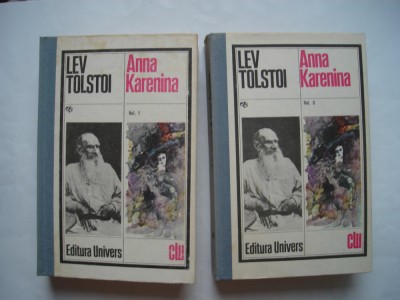 LEV
TOLSTOI
Anna
Karenina
Vol. I
Editura Univers
clu
LEV
TOLSTOI
Anna
Karenina
Vol. II
Editura Univers
clu